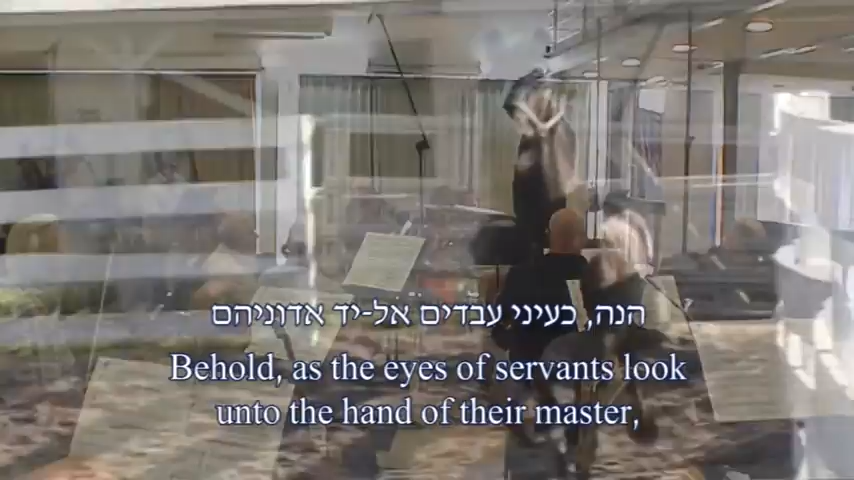 הנה, כעיני עבדים אל-יד אדוניהם
Behold, as the eyes of servants look
unto the hand of their master,